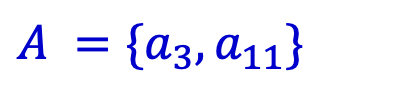 A = {a₃, a₁₁}